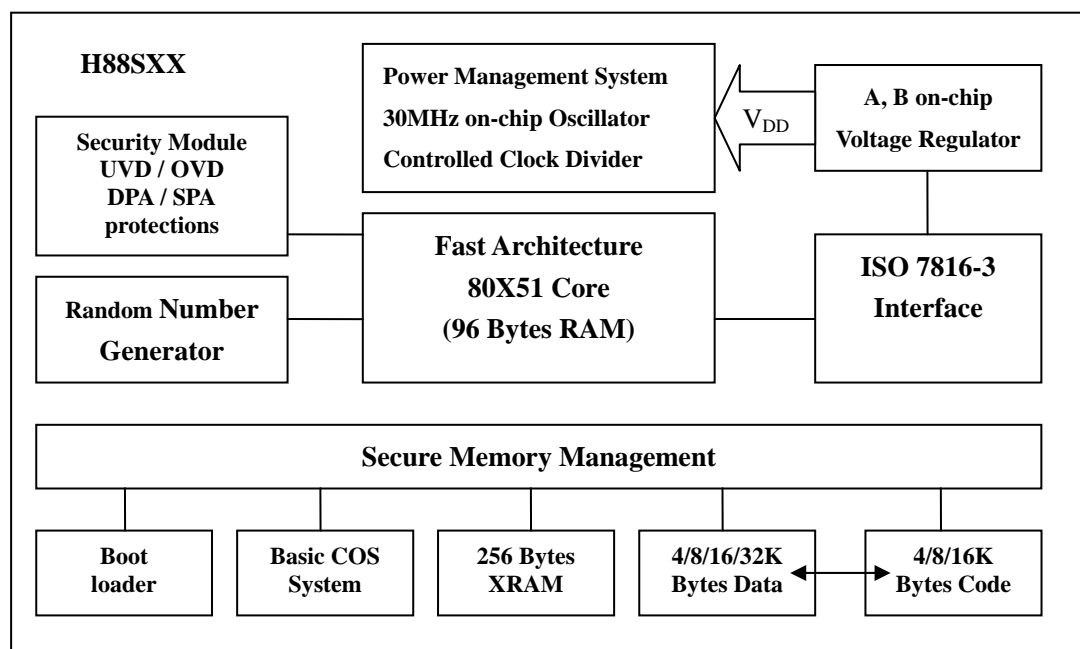 H88SXX
Power Management System
30MHz on-chip Oscillator
Controlled Clock Divider
VDD
A, B on-chip
Voltage Regulator
Security Module
UVD / OVD
DPA / SPA
protections
Fast Architecture
80X51 Core
(96 Bytes RAM)
ISO 7816-3
Interface
Random Number
Generator
Secure Memory Management
Boot
loader
Basic COS
System
256 Bytes
XRAM
4/8/16/32K
Bytes Data
4/8/16K
Bytes Code